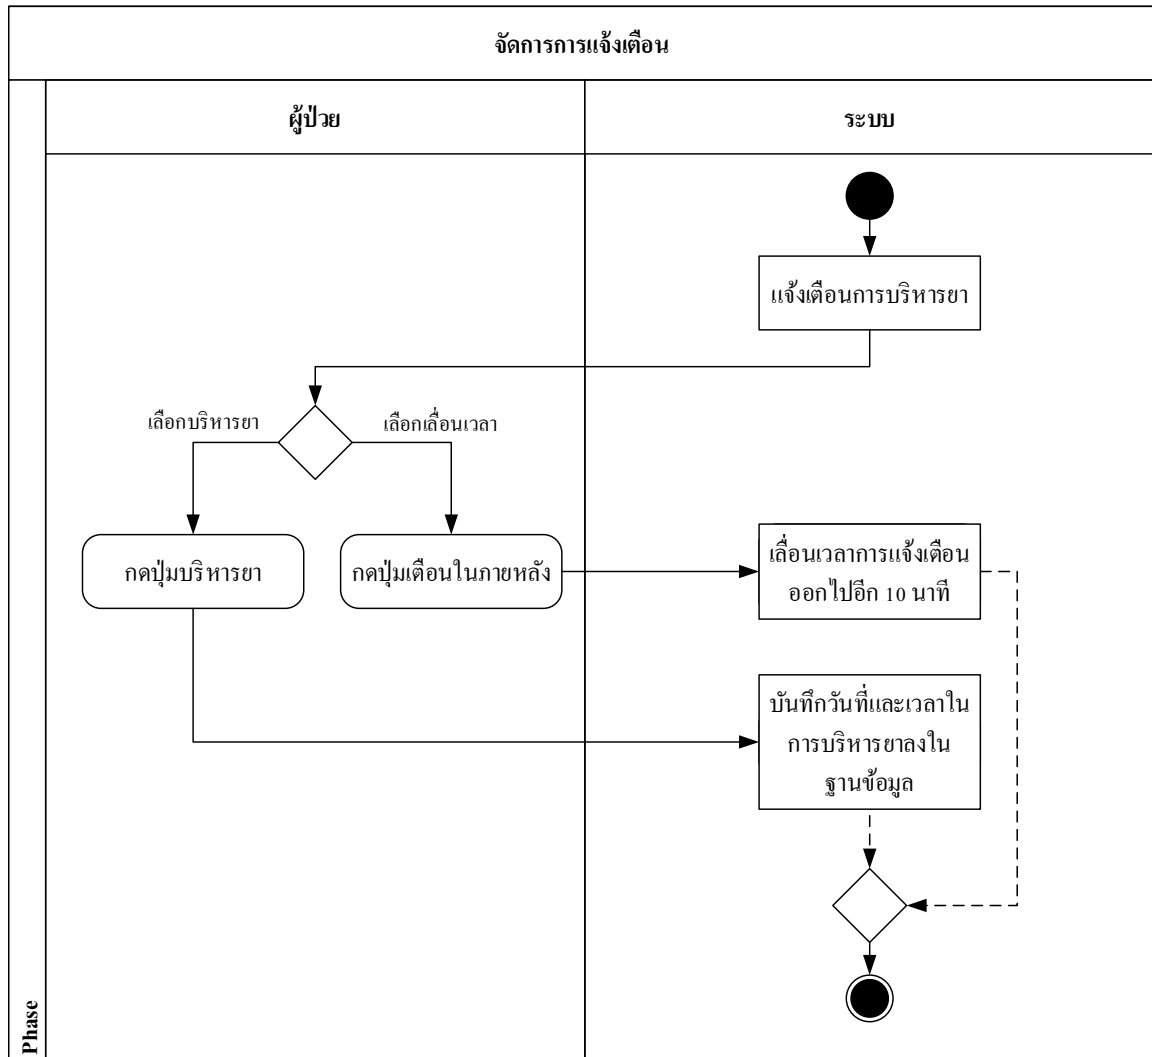 จัดการการแจ้งเตือน
ผู้ป่วย
ระบบ
แจ้งเตือนการบริหารยา
เลือกบริหารยา
เลือกเลื่อนเวลา
กดปุ่มบริหารยา
กดปุ่มเตือนในภายหลัง
เลื่อนเวลาการแจ้งเตือน
ออกไปอีก 10 นาที
บันทึกวันที่และเวลาใน
การบริหารยาลงใน
ฐานข้อมูล
Phase